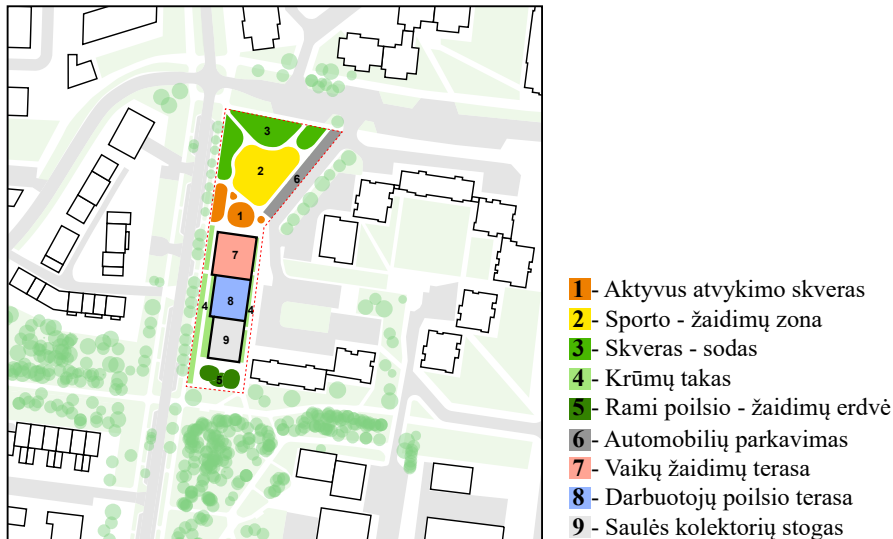 3
2
6
1
7
4
8
4
9
5
1 - Aktyvus atvykimo skveras
2 - Sporto - žaidimų zona
3 - Skveras - sodas
4 - Krūmų takas
5 - Rami poilsio - žaidimų erdvė
6 - Automobilių parkavimas
7 - Vaikų žaidimų terasa
8 - Darbuotojų poilsio terasa
9 - Saulės kolektorių stogas